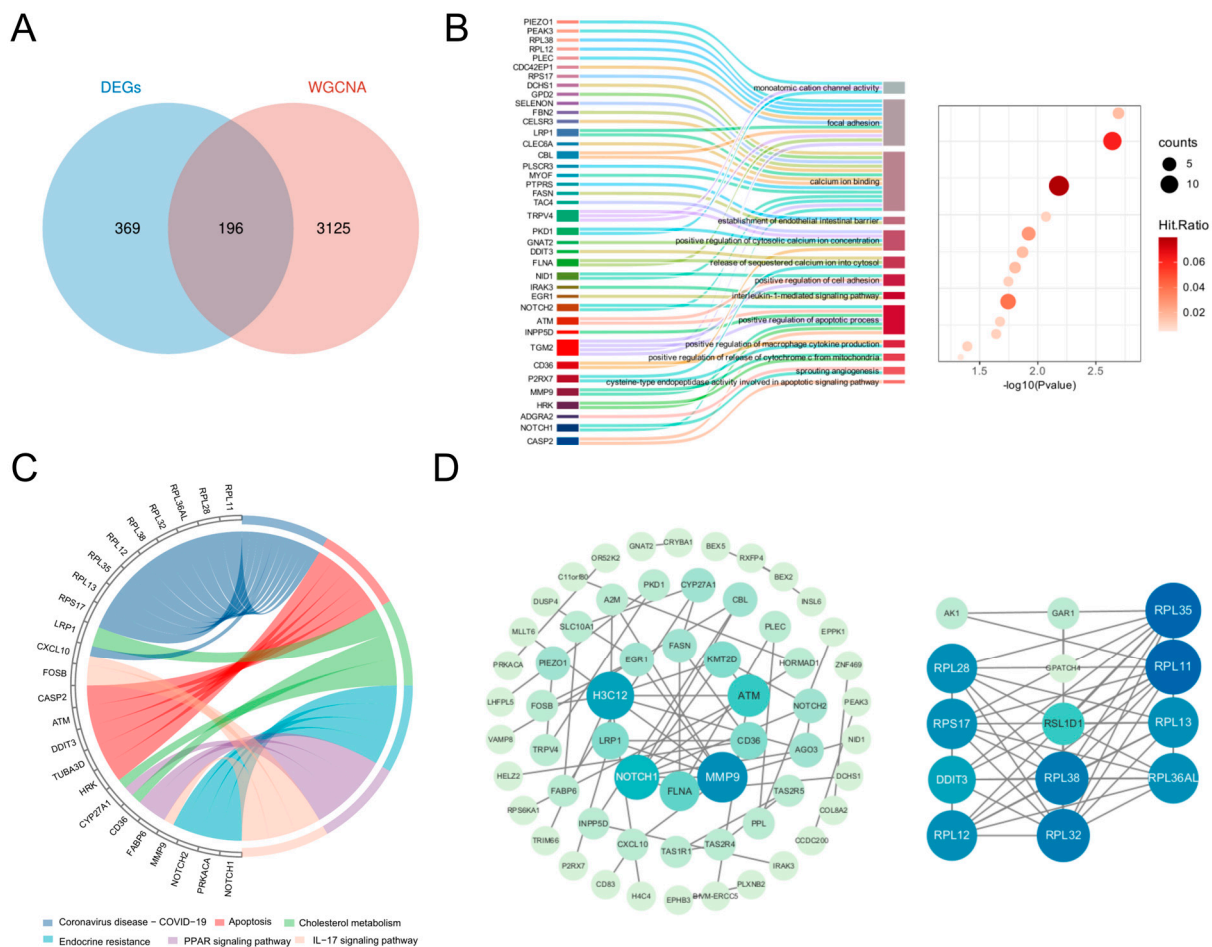 A
DEGs
WGCNA
369
196
3125
B
PIEZO1
PEAK3
RPL38
RPL12
PLEC
CDC42EP1
RPS17
DCHS1
GPD2
SELENON
FBN2
CELSR3
LRP1
CLEC6A
CBL
PLSCR3
MYOF
PTPRS
FASN
TAC4
TRPV4
PKD1
GNAT2
DDIT3
FLNA
NID1
IRAK3
EGR1
NOTCH2
ATM
INPP5D
TGM2
CD36
P2RX7
MMP9
HRK
ADGRA2
NOTCH1
CASP2
monoatomic cation channel activity
focal adhesion
calcium ion binding
establishment of endothelial intestinal barrier
positive regulation of cytosolic calcium ion concentration
release of sequestered calcium ion into cytosol
positive regulation of cell adhesion
interleukin-1-mediated signaling pathway
positive regulation of apoptotic process
positive regulation of macrophage cytokine production
positive regulation of release of cytochrome c from mitochondria
sprouting angiogenesis
cysteine-type endopeptidase activity involved in apoptotic signaling pathway
1.5
2.0
2.5
-log10(Pvalue)
counts
5
10
Hit.Ratio
0.06
0.04
0.02
C
RPL11
RPL28
RPL36AL
RPL32
RPL38
RPL12
RPL35
RPL13
RPS17
LRP1
CXCL10
FOSB
CASP2
ATM
DDIT3
TUBA3D
HRK
CYP27A1
CD36
FABP6
MMP9
NOTCH2
PRKACA
NOTCH1
Coronavirus disease − COVID−19
Apoptosis
Cholesterol metabolism
Endocrine resistance
PPAR signaling pathway
IL−17 signaling pathway
D
GNAT2
CRYBA1
BEX5
RXFP4
OR52K2
BEX2
C11orf80
PKD1
CYP27A1
INSL6
DUSP4
A2M
CBL
MLLT6
SLC10A1
PLEC
EPPK1
PRKACA
PIEZO1
EGR1
FASN
KMT2D
HORMAD1
ZNF469
LHFPL5
FOSB
H3C12
ATM
NOTCH2
PEAK3
VAMP8
TRPV4
LRP1
CD36
AGO3
NID1
HELZ2
FABP6
NOTCH1
FLNA
MMP9
TAS2R5
DCHS1
RPS6KA1
INPP5D
PPL
COL8A2
TRIM66
CXCL10
TAS1R1
TAS2R4
CCDC200
P2RX7
IRAK3
CD83
H4C4
EPHB3
BIVM-ERCC5
PLXNB2
AK1
GAR1
RPL35
RPL28
GPATCH4
RPL11
RPS17
RSL1D1
RPL13
DDIT3
RPL38
RPL36AL
RPL12
RPL32